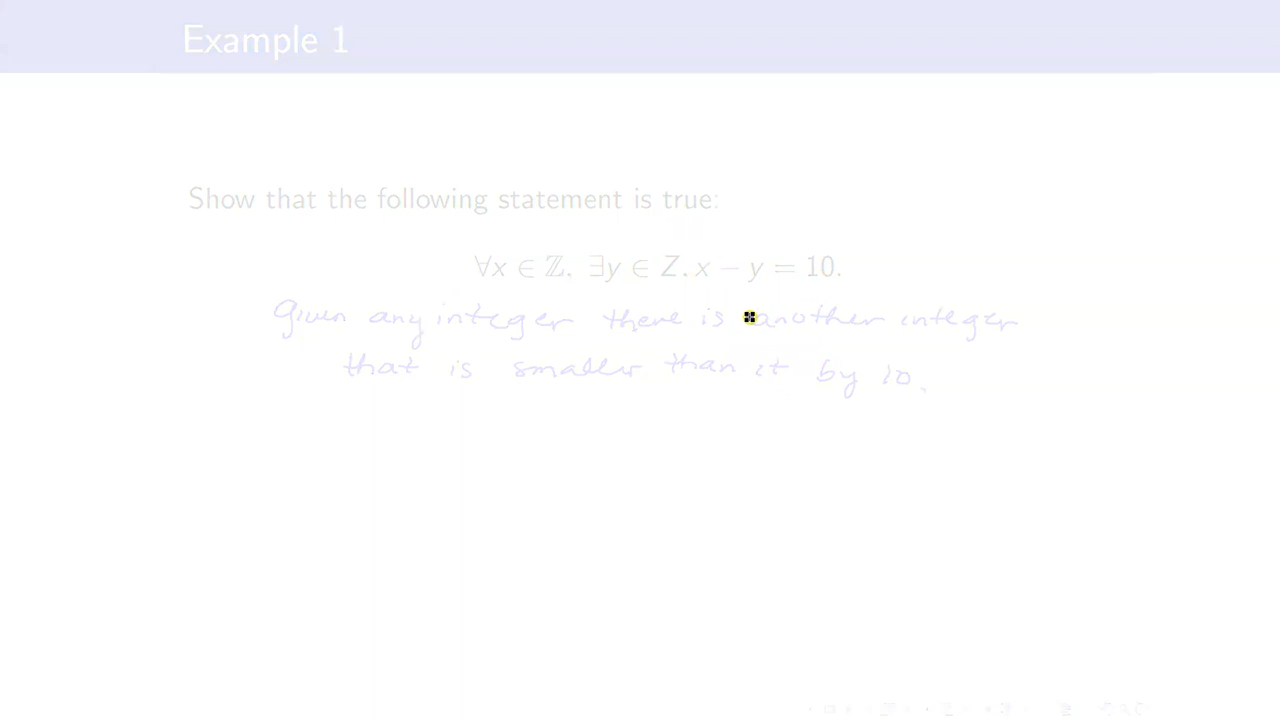 Example 1
Show that the following statement is true:
∀x ∈ ℤ, ∃y ∈ Z, x − y = 10.
Given any integer there is another integer
that is smaller than it by 10.